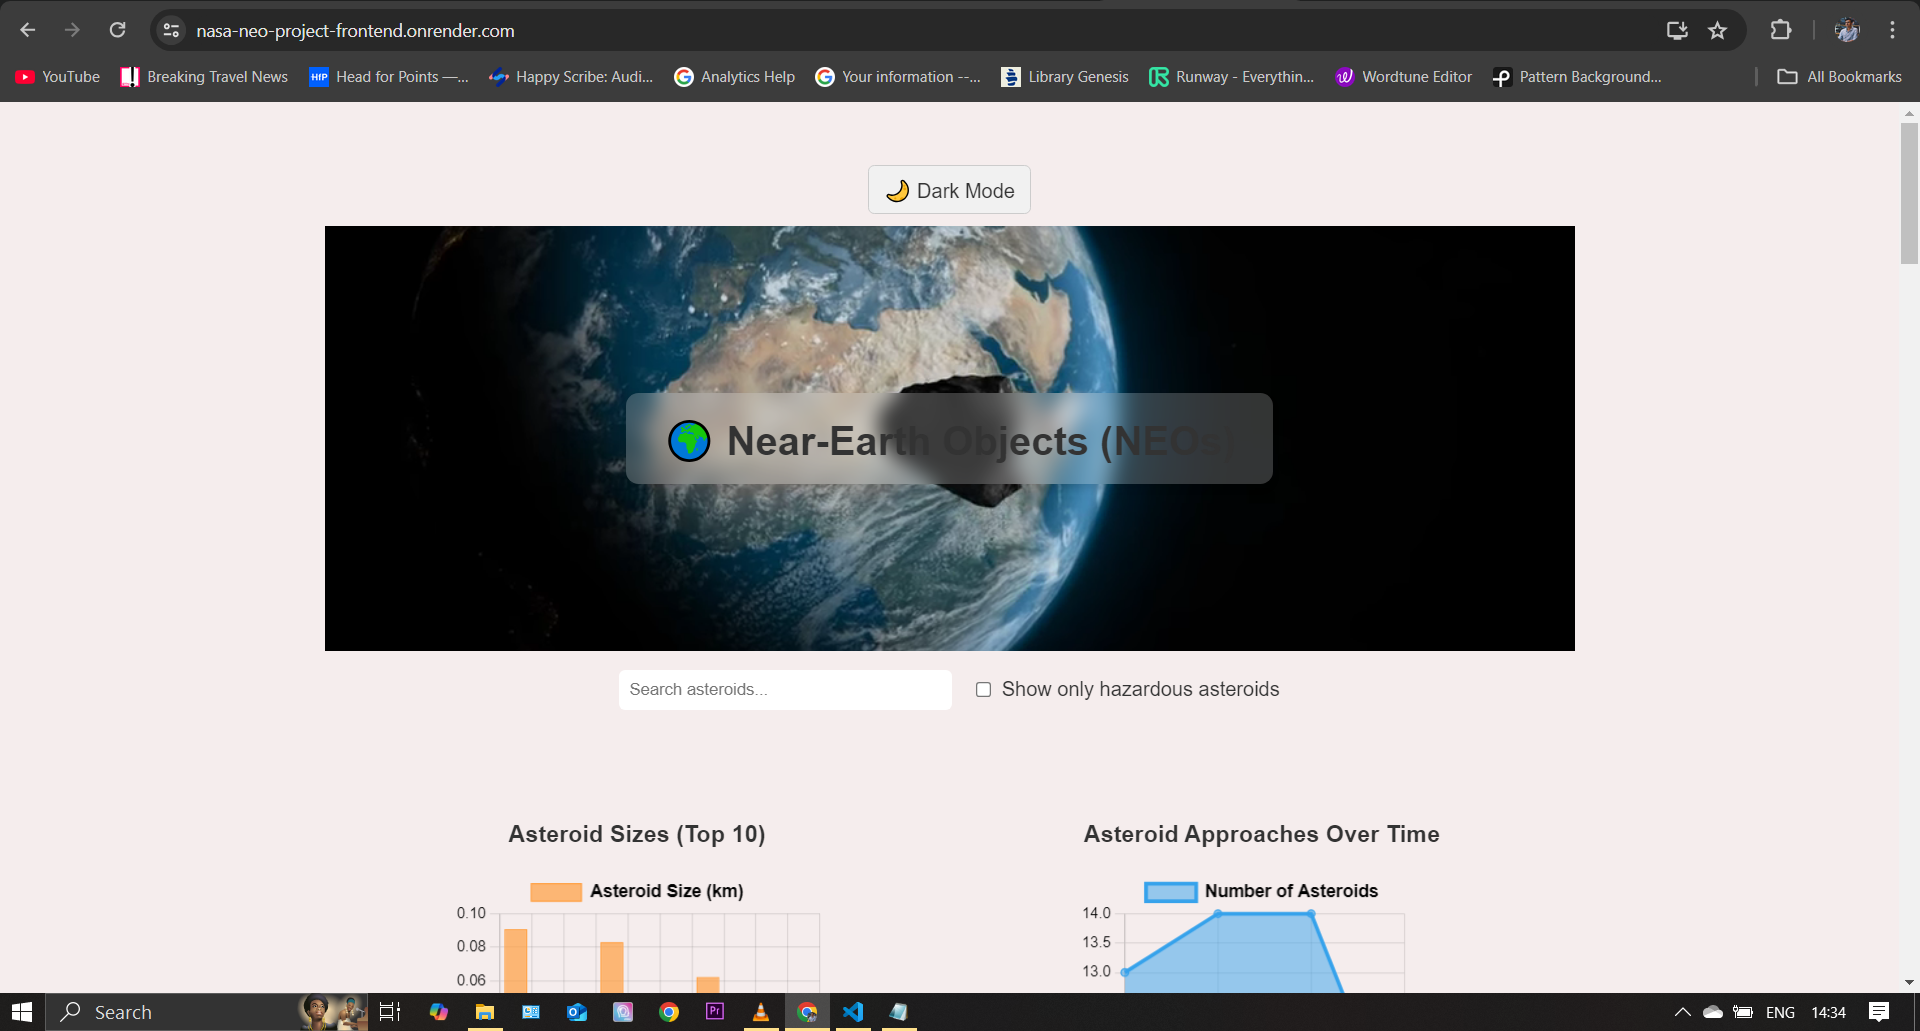 nasa-neo-project-frontend.onrender.com
YouTube Breaking Travel News Head for Points —... Happy Scribe: Audi... Analytics Help Your information --... Library Genesis Runway - Everythin... Wordtune Editor Pattern Background... All Bookmarks
🌙 Dark Mode
🌍 Near-Earth Objects (NEOs)
Search asteroids... Show only hazardous asteroids
Asteroid Sizes (Top 10)
Asteroid Size (km)
0.10
0.08
0.06
Asteroid Approaches Over Time
Number of Asteroids
14.0
13.5
13.0
Search ENG 14:34